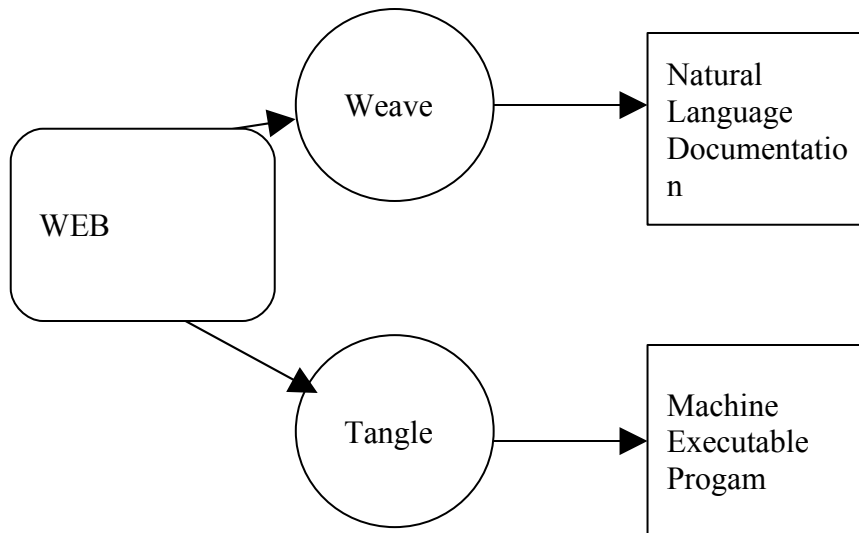 Weave
Natural
Language
Documentatio
n
WEB
Tangle
Machine
Executable
Progam